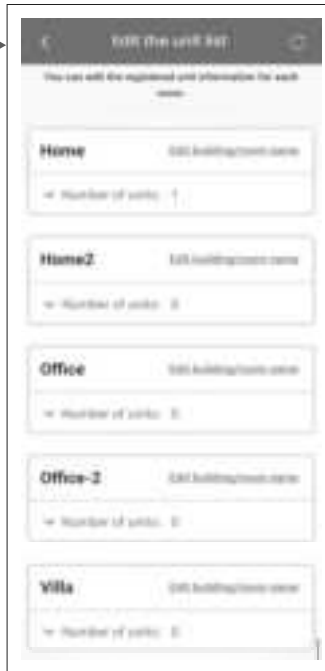 Edit the unit list
You can edit the registered unit information for each
name.
Home Edit building/room name
Number of units: 1
Home2 Edit building/room name
Number of units: 0
Office Edit building/room name
Number of units: 0
Office-2 Edit building/room name
Number of units: 0
Villa Edit building/room name
Number of units: 0